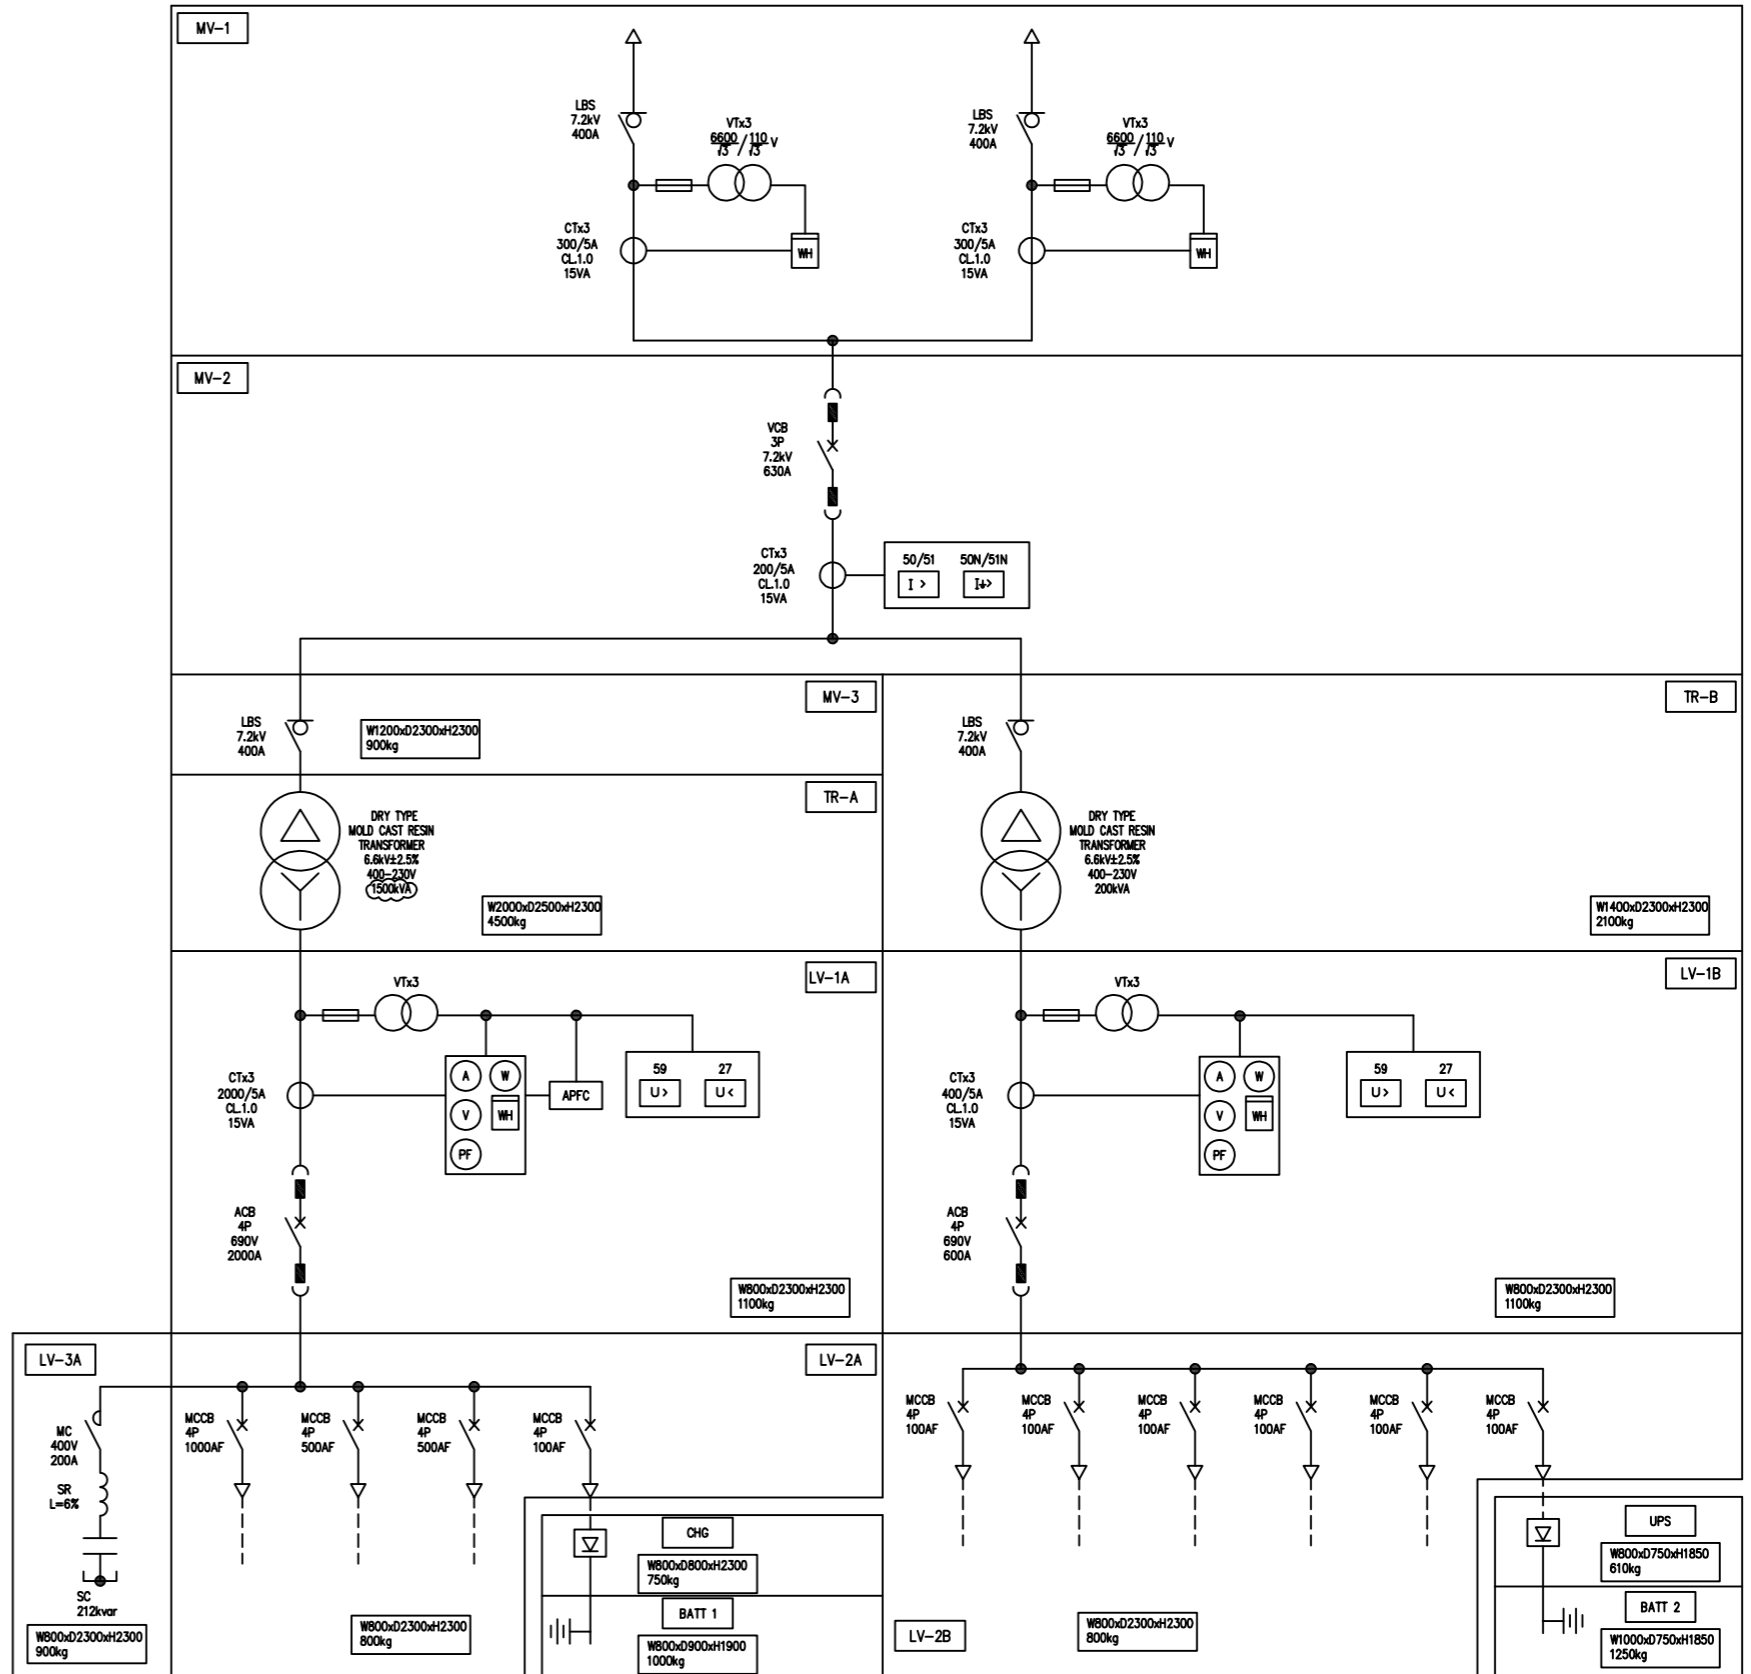 MV-1
LBS
7.2kV
400A
VTx3
6600/√3 / 110/√3 V
CTx3
300/5A
CL.1.0
15VA
WH
LBS
7.2kV
400A
VTx3
6600/√3 / 110/√3 V
CTx3
300/5A
CL.1.0
15VA
WH
MV-2
VCB
3P
7.2kV
630A
CTx3
200/5A
CL.1.0
15VA
50/51 50N/51N
I > I⏚>
MV-3
LBS
7.2kV
400A
W1200xD2300xH2300
900kg
TR-A
DRY TYPE
MOLD CAST RESIN
TRANSFORMER
6.6kV±2.5%
400-230V
1500kVA
W2000xD2500xH2300
4500kg
TR-B
LBS
7.2kV
400A
DRY TYPE
MOLD CAST RESIN
TRANSFORMER
6.6kV±2.5%
400-230V
200kVA
W1400xD2300xH2300
2100kg
LV-1A
VTx3
CTx3
2000/5A
CL.1.0
15VA
A W
V WH
PF
APFC
59 27
U> U<
ACB
4P
690V
2000A
W800xD2300xH2300
1100kg
LV-1B
VTx3
CTx3
400/5A
CL.1.0
15VA
A W
V WH
PF
59 27
U> U<
ACB
4P
690V
600A
W800xD2300xH2300
1100kg
LV-3A
MC
400V
200A
SR
L=6%
SC
212kvar
W800xD2300xH2300
900kg
LV-2A
MCCB
4P
1000AF
MCCB
4P
500AF
MCCB
4P
500AF
MCCB
4P
100AF
W800xD2300xH2300
800kg
CHG
W800xD800xH2300
750kg
BATT 1
W800xD900xH1900
1000kg
MCCB
4P
100AF
MCCB
4P
100AF
MCCB
4P
100AF
MCCB
4P
100AF
MCCB
4P
100AF
MCCB
4P
100AF
LV-2B
W800xD2300xH2300
800kg
UPS
W800xD750xH1850
610kg
BATT 2
W1000xD750xH1850
1250kg